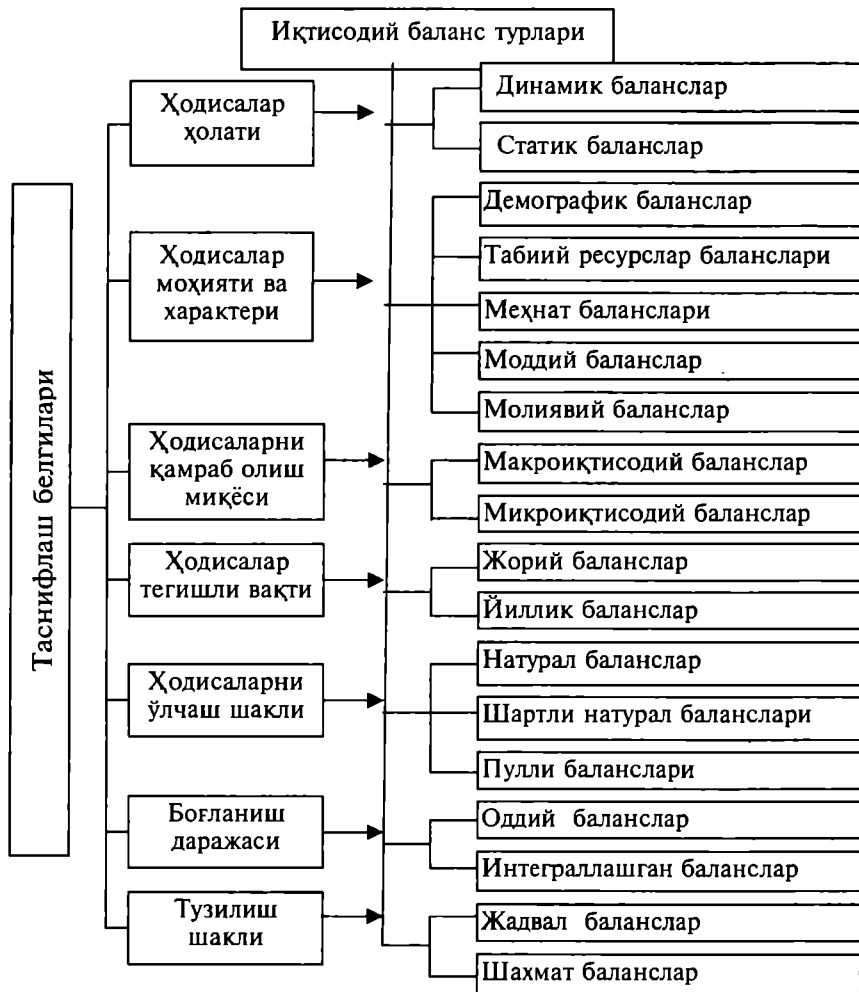 Иқтисодий баланс турлари
Таснифлаш белгилари
Ҳодисалар
ҳолати
Динамик баланслар
Статик баланслар
Ҳодисалар
моҳияти ва
характери
Демографик баланслар
Табиий ресурслар баланслари
Меҳнат баланслари
Моддий баланслар
Молиявий баланслар
Ҳодисаларни
қамраб олиш
миқёси
Макроиқтисодий баланслар
Микроиқтисодий баланслар
Ҳодисалар
тегишли вақти
Жорий баланслар
Йиллик баланслар
Ҳодисаларни
ўлчаш шакли
Натурал баланслар
Шартли натурал баланслари
Пулли баланслари
Боғланиш
даражаси
Оддий баланслар
Интеграллашган баланслар
Тузилиш
шакли
Жадвал баланслар
Шахмат баланслар